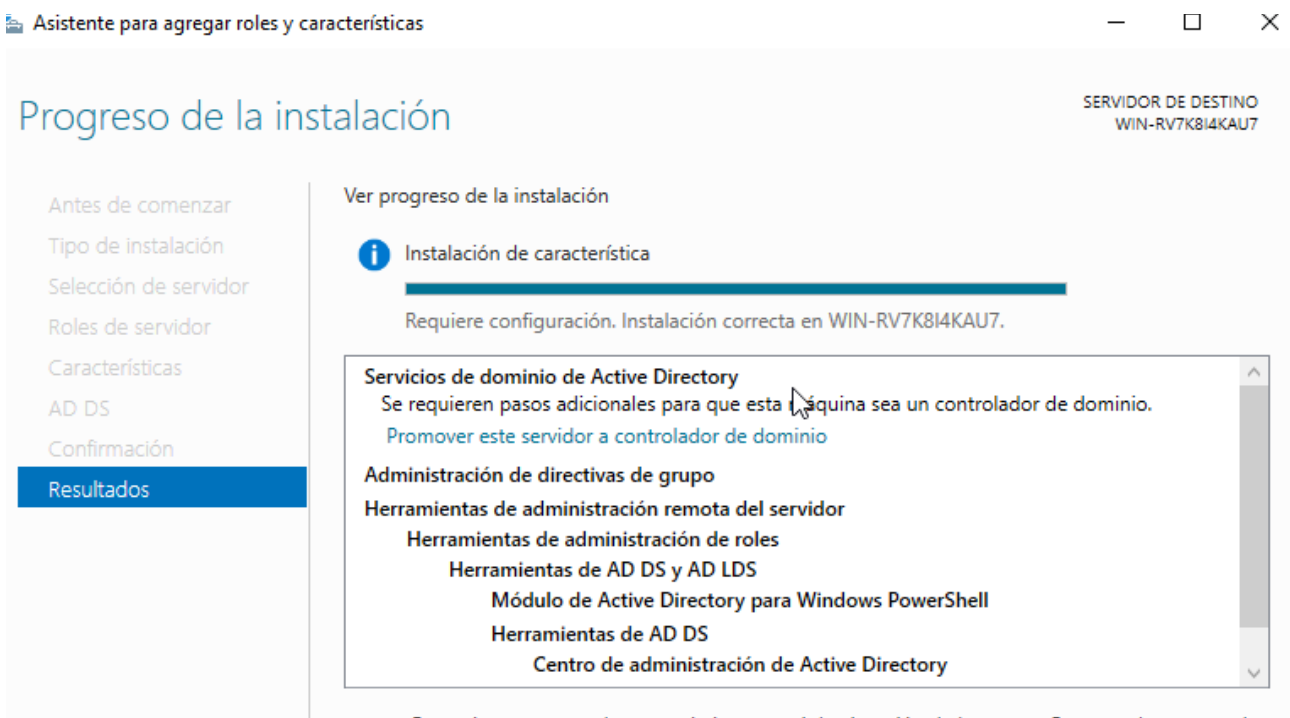 Asistente para agregar roles y características
Progreso de la instalación
SERVIDOR DE DESTINO
WIN-RV7K8I4KAU7
Antes de comenzar
Tipo de instalación
Selección de servidor
Roles de servidor
Características
AD DS
Confirmación
Resultados
Ver progreso de la instalación
Instalación de característica
Requiere configuración. Instalación correcta en WIN-RV7K8I4KAU7.
Servicios de dominio de Active Directory
Se requieren pasos adicionales para que esta máquina sea un controlador de dominio.
Promover este servidor a controlador de dominio
Administración de directivas de grupo
Herramientas de administración remota del servidor
Herramientas de administración de roles
Herramientas de AD DS y AD LDS
Módulo de Active Directory para Windows PowerShell
Herramientas de AD DS
Centro de administración de Active Directory